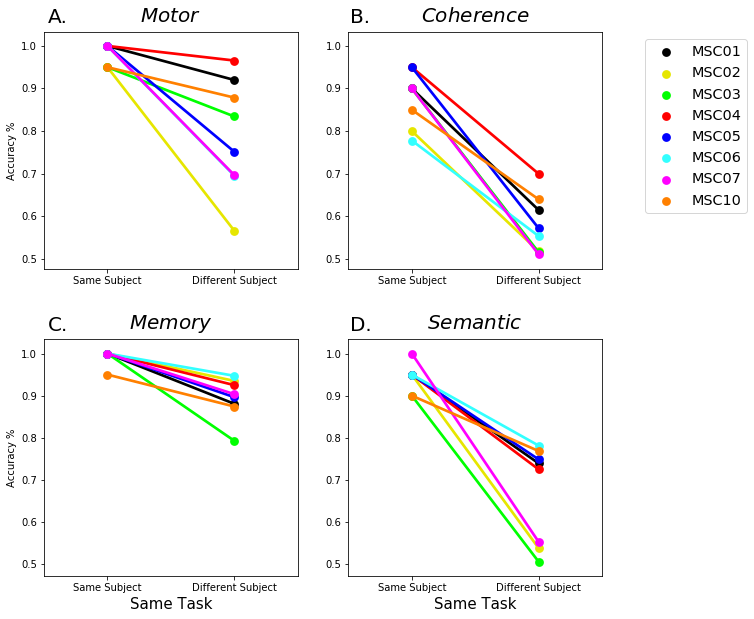 A. Motor
B. Coherence
1.0
0.9
0.8
0.7
0.6
0.5
Accuracy %
Same Subject
Different Subject
1.0
0.9
0.8
0.7
0.6
0.5
Same Subject
Different Subject
MSC01
MSC02
MSC03
MSC04
MSC05
MSC06
MSC07
MSC10
C. Memory
D. Semantic
1.0
0.9
0.8
0.7
0.6
0.5
Accuracy %
Same Subject
Different Subject
Same Task
1.0
0.9
0.8
0.7
0.6
0.5
Same Subject
Different Subject
Same Task